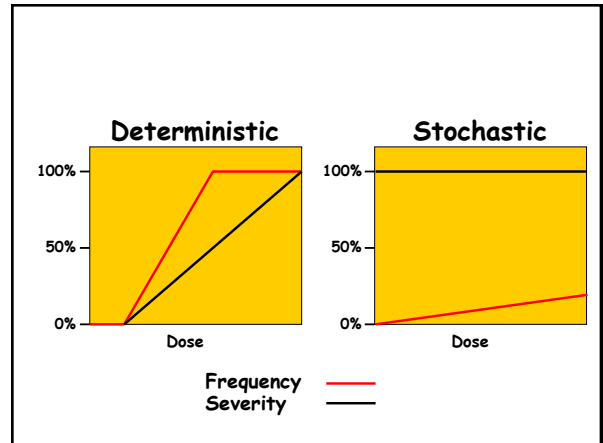 Deterministic
100%
50%
0%
Dose
Stochastic
100%
50%
0%
Dose
Frequency
Severity